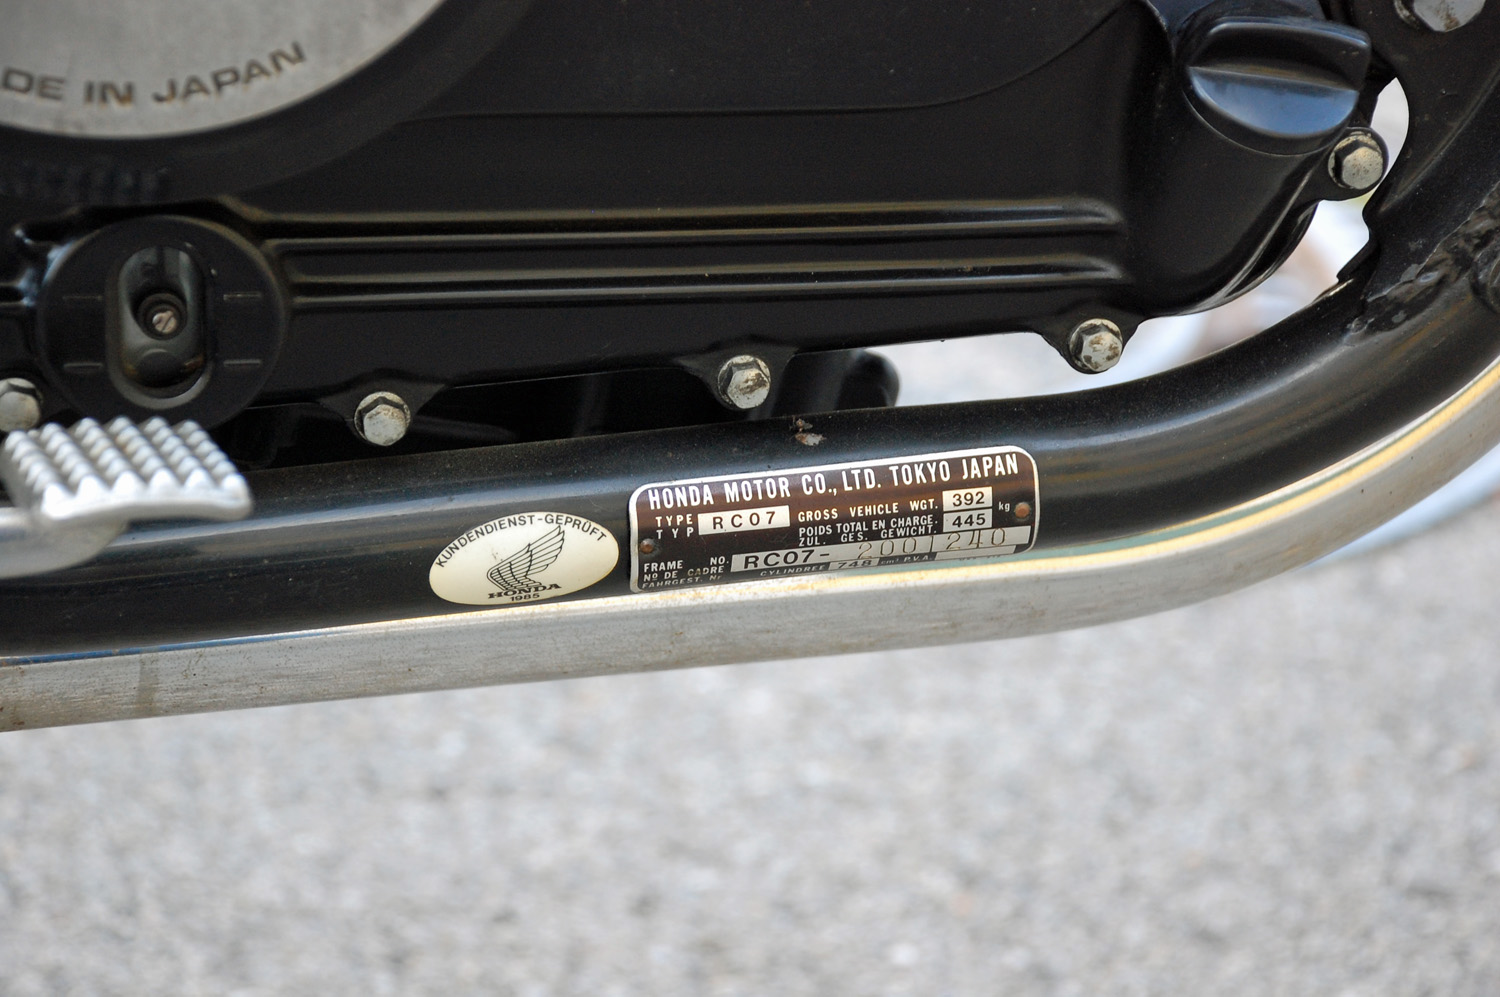 DE IN JAPAN
KUNDENDIENST-GEPRÜFT
HONDA
1985
HONDA MOTOR CO., LTD. TOKYO JAPAN
TYPE
TYP
RC07
GROSS VEHICLE WGT. 392 kg
POIDS TOTAL EN CHARGE.
ZUL. GES. GEWICHT. 445
FRAME NO.
NO DE CADRE
FAHRGEST. Nr
RC07- 2001240
CYLINDREE 748 cm³ P.V.A.